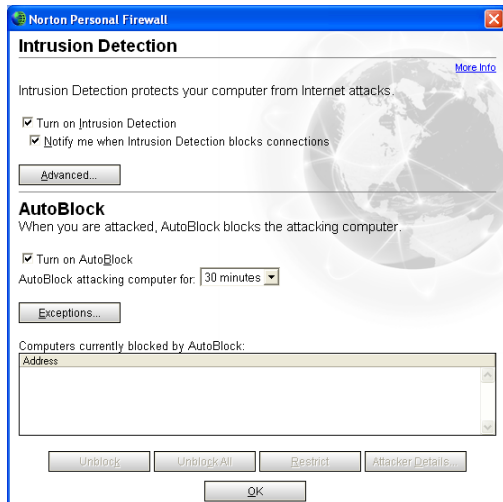 Norton Personal Firewall
Intrusion Detection
More Info
Intrusion Detection protects your computer from Internet attacks.
Turn on Intrusion Detection
Notify me when Intrusion Detection blocks connections
Advanced...
AutoBlock
When you are attacked, AutoBlock blocks the attacking computer.
Turn on AutoBlock
AutoBlock attacking computer for: 30 minutes
Exceptions...
Computers currently blocked by AutoBlock:
Address
Unblock Unblock All Restrict Attacker Details...
OK